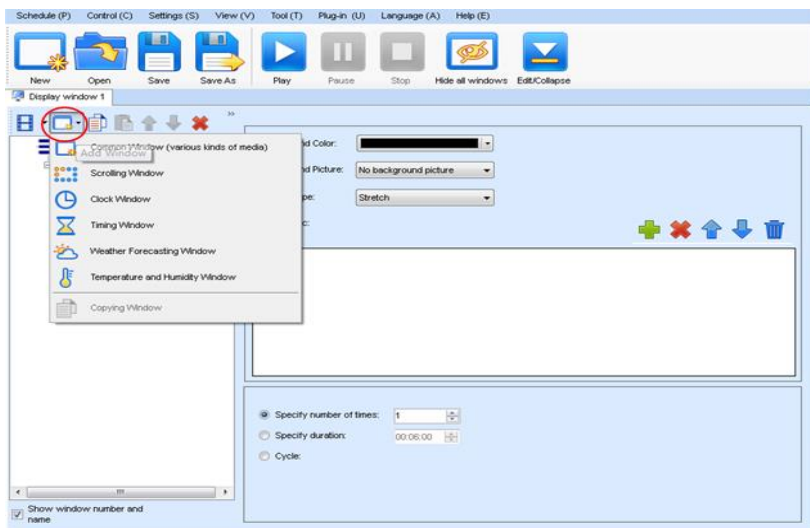 Schedule (P) Control (C) Settings (S) View (V) Tool (T) Plug-in (U) Language (A) Help (E)
New Open Save Save As Play Pause Stop Hide all windows Edit/Collapse
Display window 1
Common Window (various kinds of media)
Add Window
Scrolling Window
Clock Window
Timing Window
Weather Forecasting Window
Temperature and Humidity Window
Copying Window
Color:
Picture:
No background picture
Stretch
Specify number of times: 1
Specify duration: 00:06:00
Cycle:
Show window number and
name